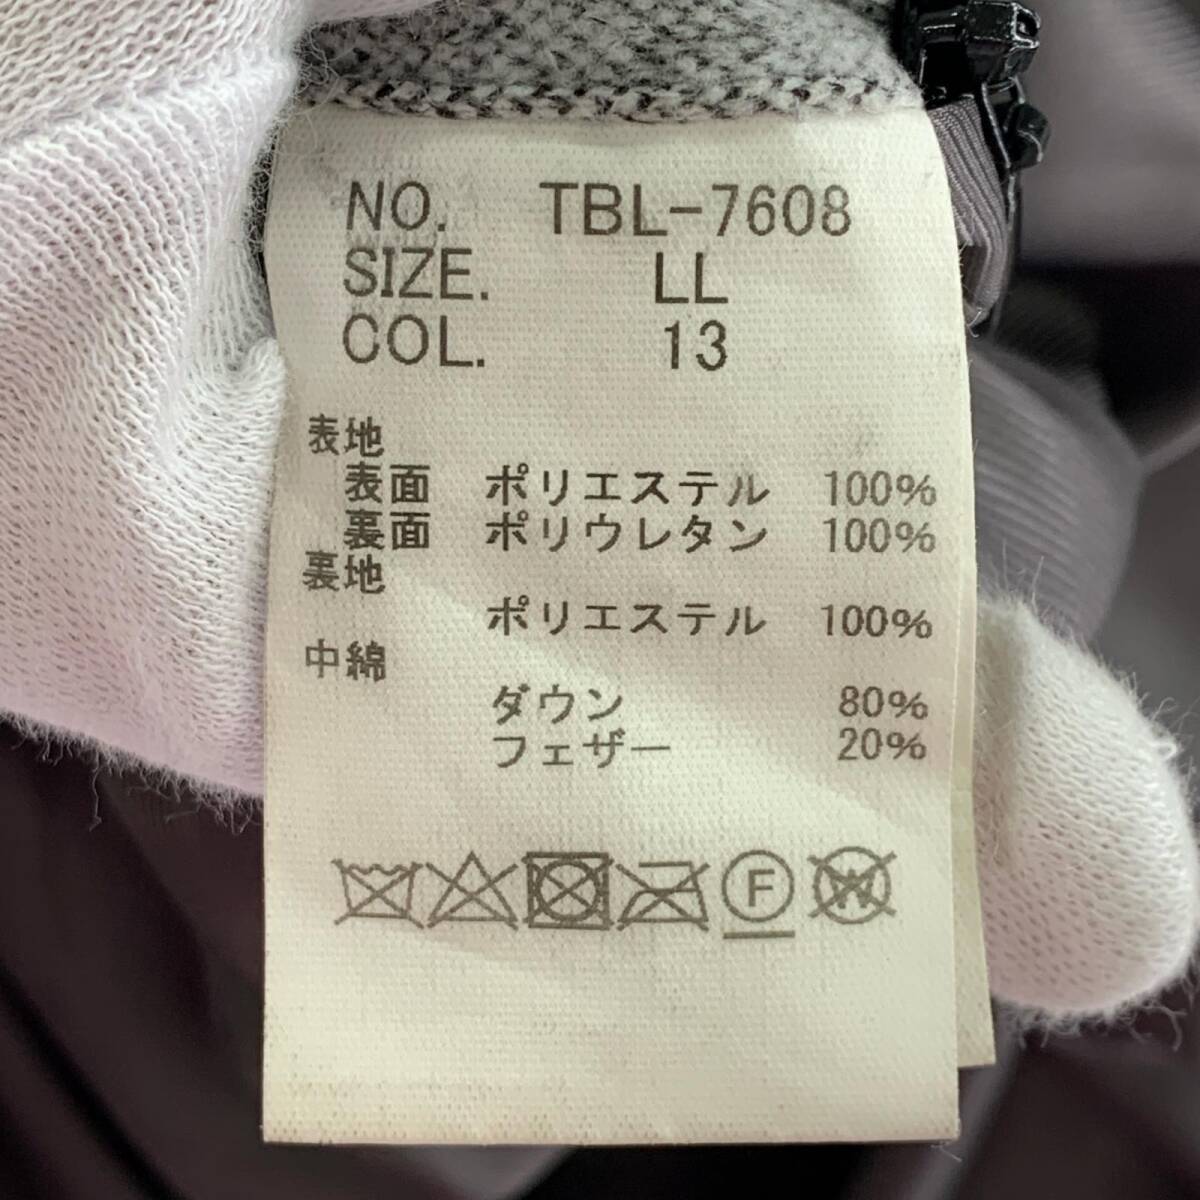 NO. TBL-7608
SIZE. LL
COL. 13
表地
表面 ポリエステル 100%
裏面 ポリウレタン 100%
裏地
ポリエステル 100%
中綿
ダウン 80%
フェザー 20%
F W